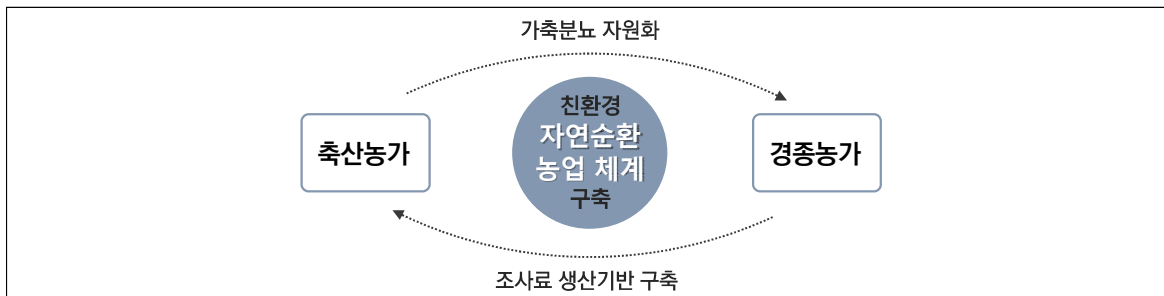 가축분뇨 자원화
친환경
자연순환
농업 체계
구축
축산농가
경종농가
조사료 생산기반 구축